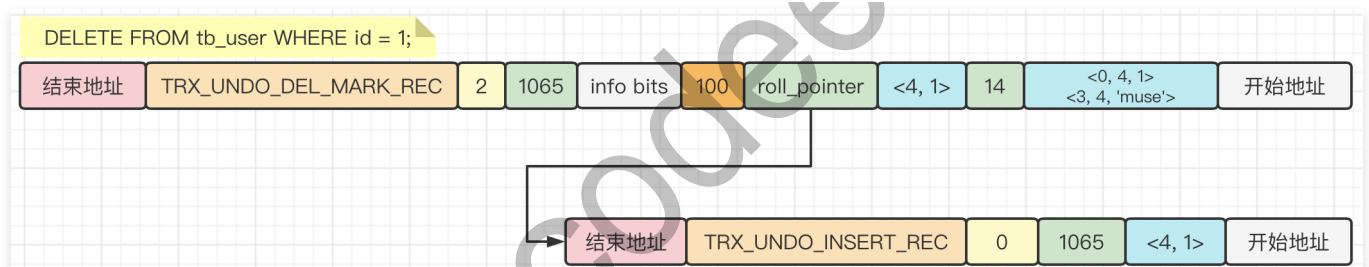 DELETE FROM tb_user WHERE id = 1;
结束地址 TRX_UNDO_DEL_MARK_REC 2 1065 info bits 100 roll_pointer <4, 1> 14 <0, 4, 1> 开始地址
<3, 4, 'muse'>
结束地址 TRX_UNDO_INSERT_REC 0 1065 <4, 1> 开始地址
codee